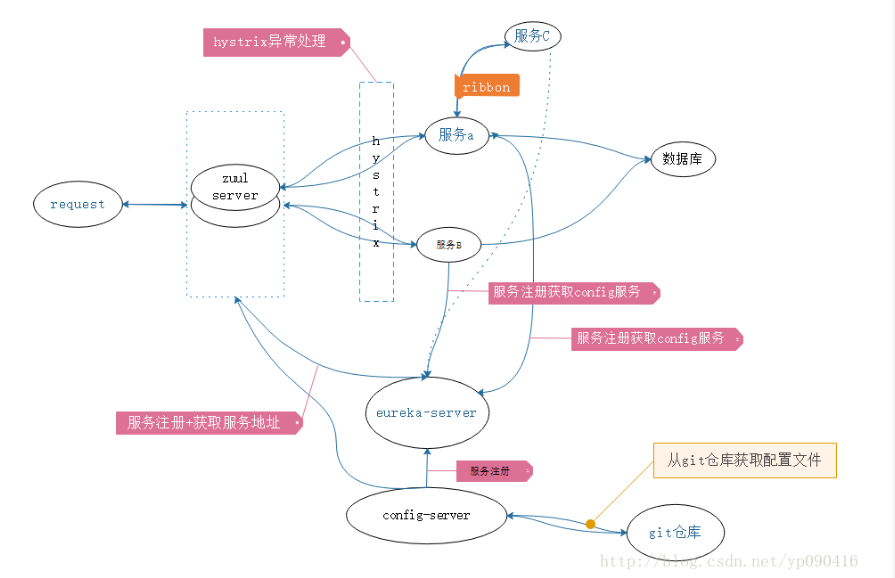 hystrix异常处理
服务C
ribbon
hystrix
服务a
数据库
zuul
server
request
服务B
服务注册获取config服务
服务注册获取config服务
eureka-server
服务注册+获取服务地址
服务注册
从git仓库获取配置文件
config-server
git仓库
http://blog.csdn.net/yp090416